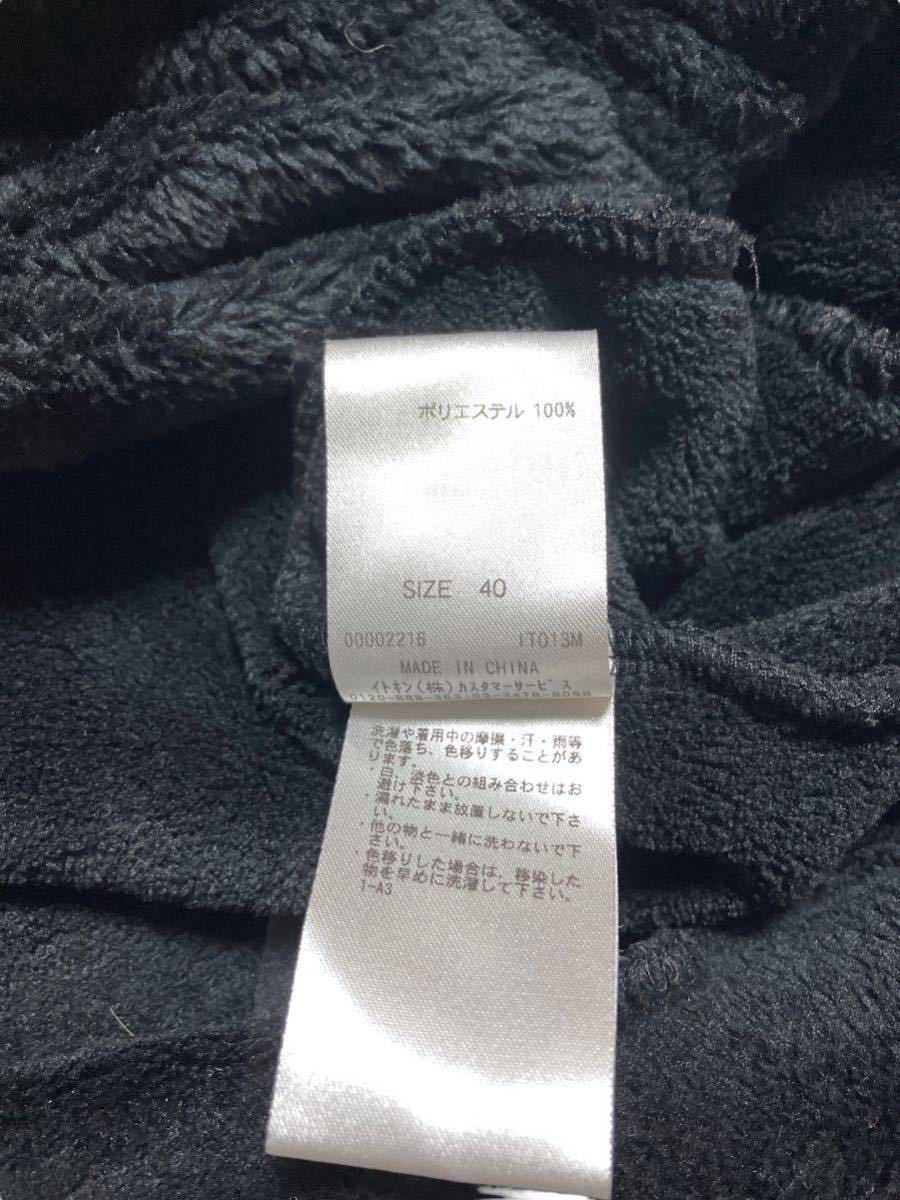 ポリエステル 100%
SIZE 40
00002216 IT013M
MADE IN CHINA
イトキン(株)カスタマーサービス
0120-888-363/03-3478-8098
洗濯や着用中の摩擦・汗・雨等
で色落ち、色移りすることがあ
ります。
・白、淡色との組み合わせはお
避け下さい。
・濡れたまま放置しないで下さ
い。
・他の物と一緒に洗わないで下
さい。
・色移りした場合は、移染した
物を早めに洗濯して下さい。
1-A3